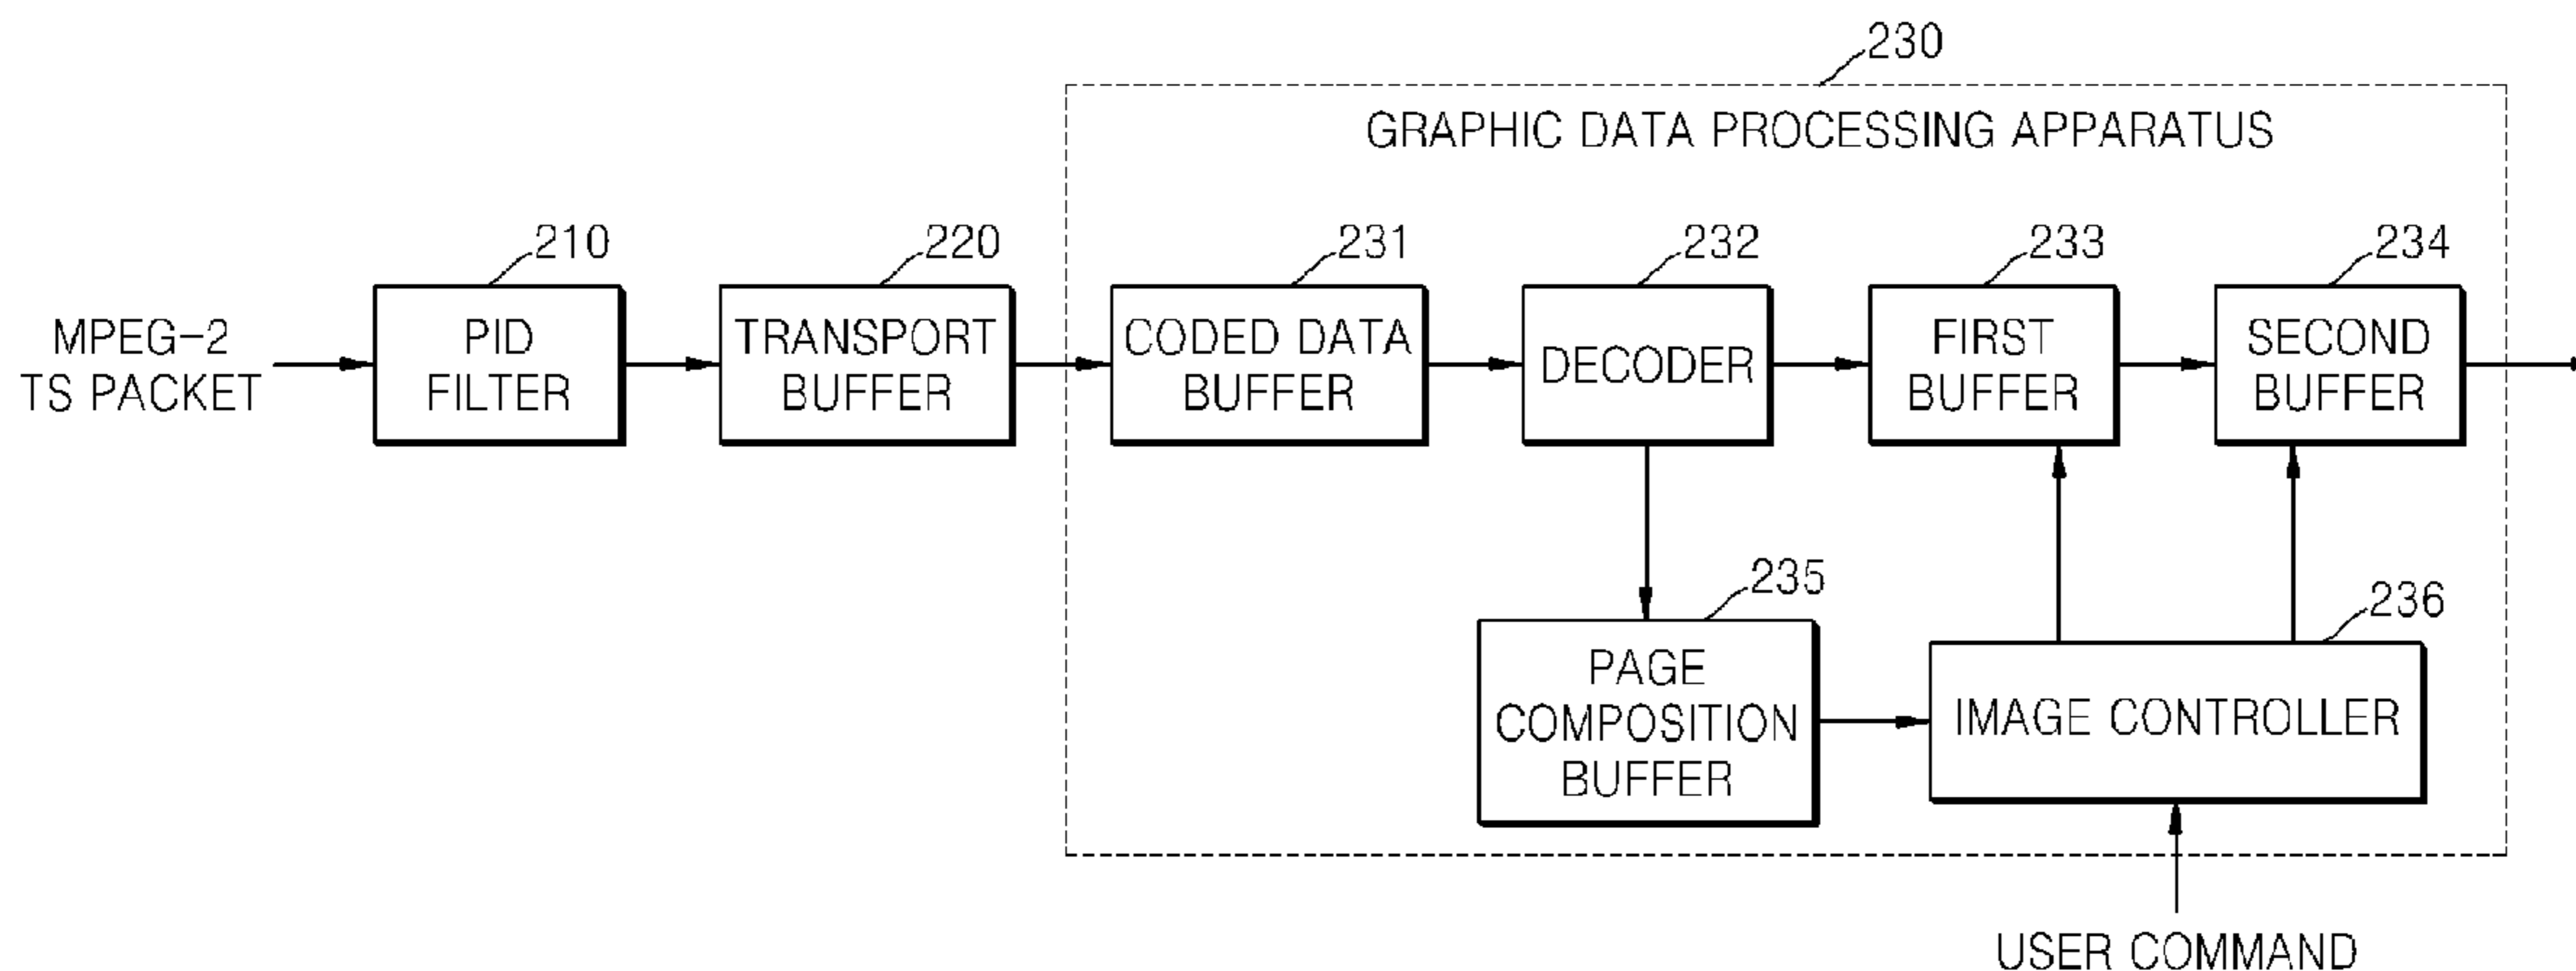 230
GRAPHIC DATA PROCESSING APPARATUS
210
220
231
232
233
234
MPEG-2
TS PACKET
PID
FILTER
TRANSPORT
BUFFER
CODED DATA
BUFFER
DECODER
FIRST
BUFFER
SECOND
BUFFER
235
236
PAGE
COMPOSITION
BUFFER
IMAGE CONTROLLER
USER COMMAND